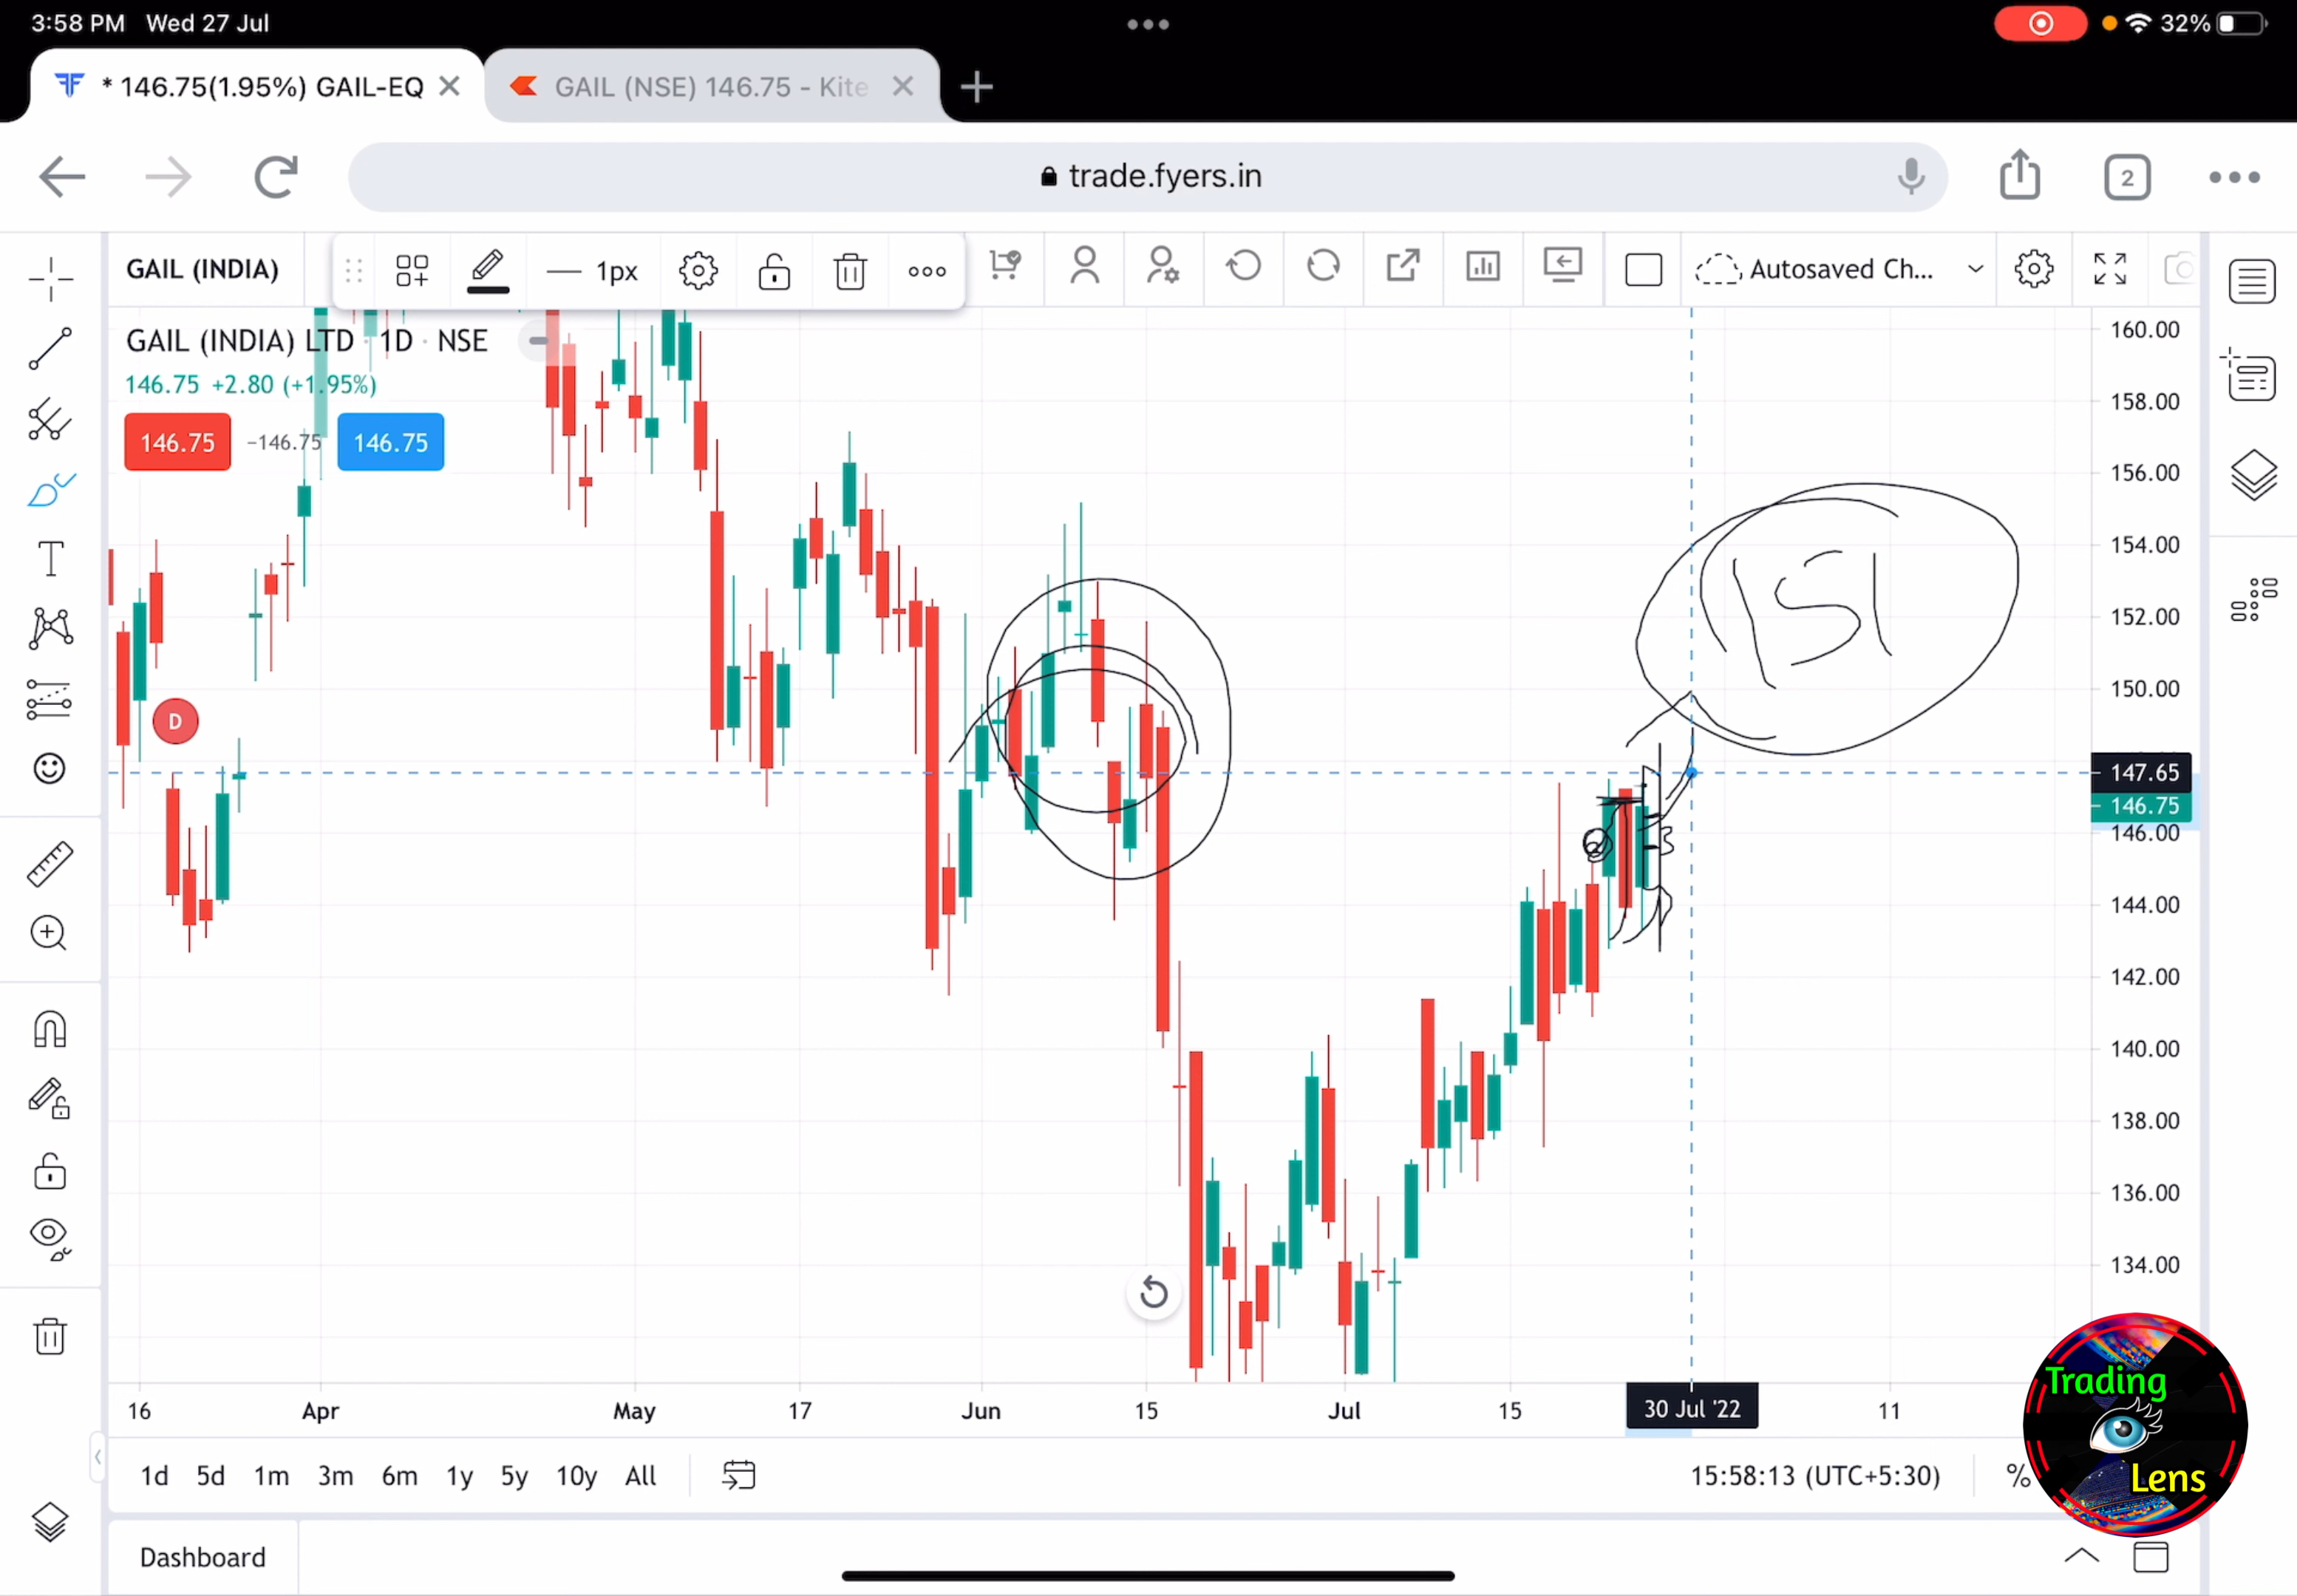 3:58 PM Wed 27 Jul
32%
* 146.75(1.95%) GAIL-EQ
GAIL (NSE) 146.75 - Kite
trade.fyers.in
2
GAIL (INDIA)
1px
Autosaved Ch...
GAIL (INDIA) LTD · 1D · NSE
146.75 +2.80 (+1.95%)
146.75
-146.75
146.75
D
151
160.00
158.00
156.00
154.00
152.00
150.00
147.65
146.75
146.00
144.00
142.00
140.00
138.00
136.00
134.00
16 Apr May 17 Jun 15 Jul 15 30 Jul '22 11
1d 5d 1m 3m 6m 1y 5y 10y All
15:58:13 (UTC+5:30)
%
Trading
Lens
Dashboard